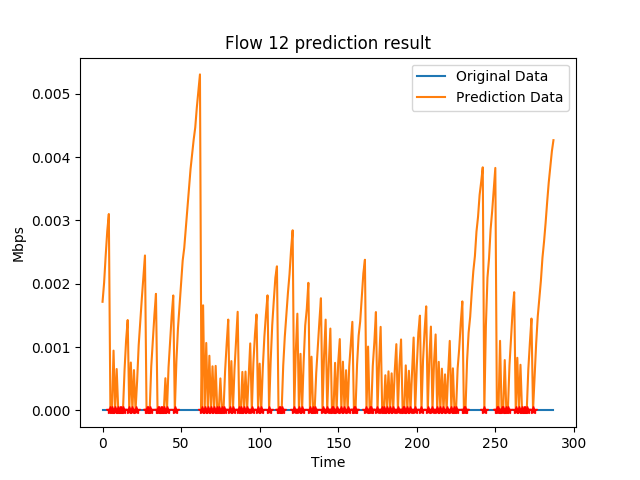 Flow 12 prediction result
Original Data
Prediction Data
0.005
0.004
0.003
0.002
0.001
0.000
Mbps
0
50
100
150
200
250
300
Time